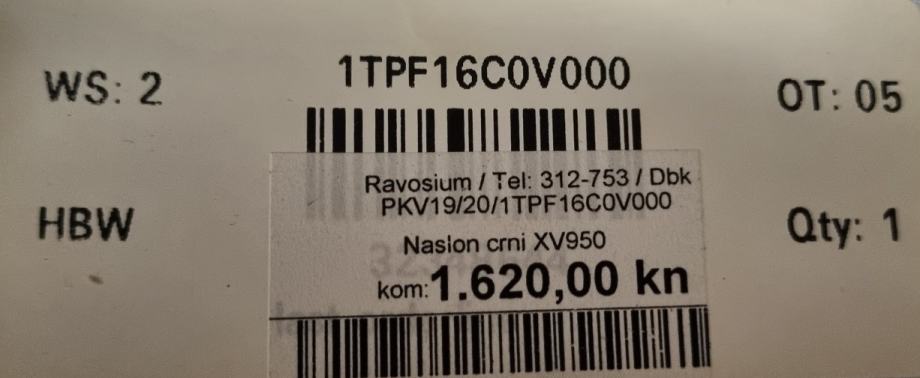 1TPF16C0V000
WS: 2
OT: 05
Ravosium / Tel: 312-753 / Dbk
PKV19/20/1TPF16C0V000
HBW
Qty: 1
Naslon crni XV950
kom:1.620,00 kn